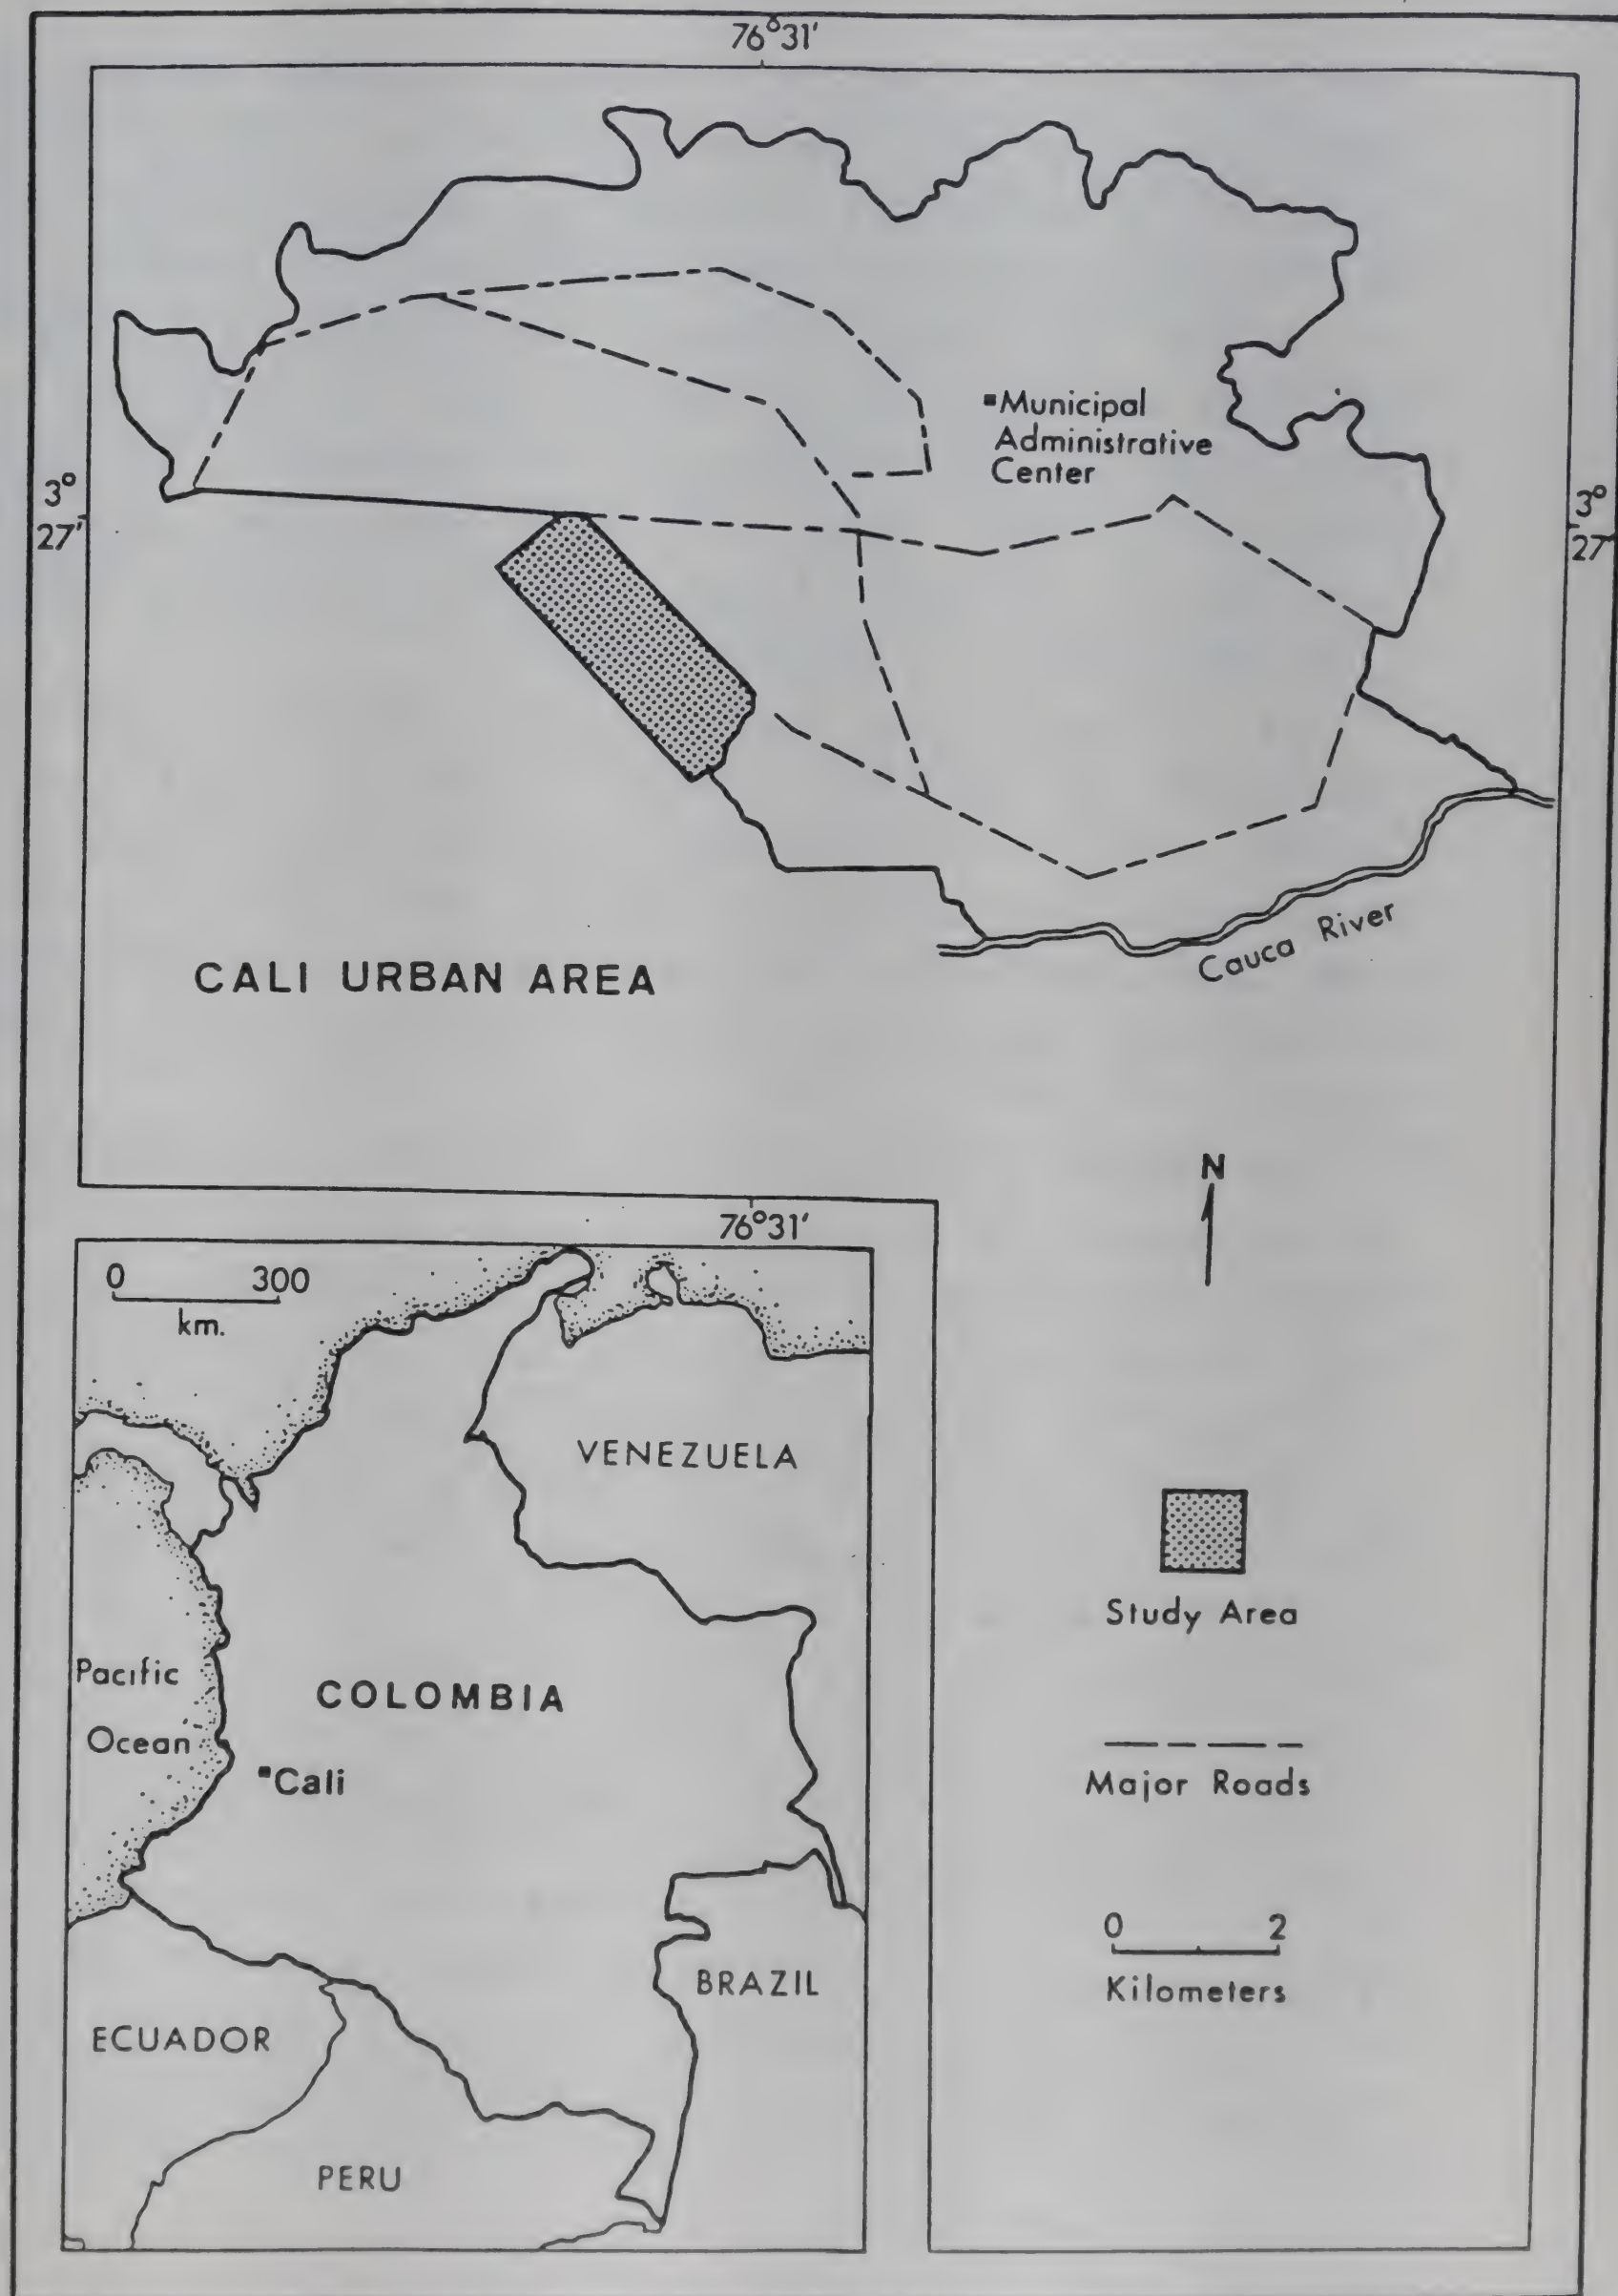 76°31'
Municipal
Administrative
Center
3°
27'
3°
27'
Cauca River
CALI URBAN AREA
N
76°31'
0 300
km.
VENEZUELA
Pacific
Ocean
COLOMBIA
Cali
BRAZIL
ECUADOR
PERU
Study Area
Major Roads
0 2
Kilometers